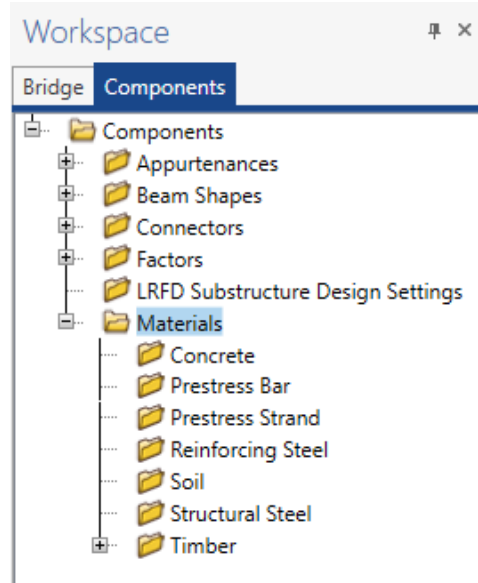 Workspace
Bridge Components
Components
Appurtenances
Beam Shapes
Connectors
Factors
LRFD Substructure Design Settings
Materials
Concrete
Prestress Bar
Prestress Strand
Reinforcing Steel
Soil
Structural Steel
Timber